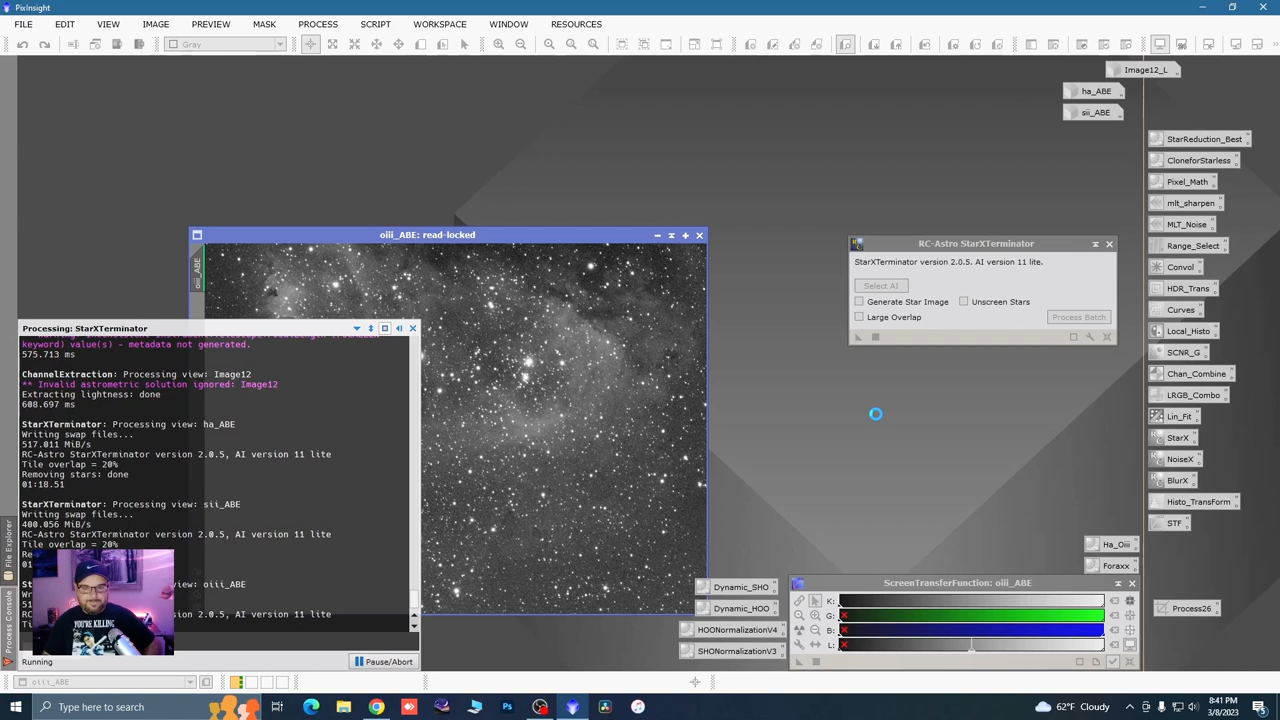 PixInsight
FILE EDIT VIEW IMAGE PREVIEW MASK PROCESS SCRIPT WORKSPACE WINDOW RESOURCES
Gray
Image12_L
ha_ABE
sii_ABE
StarReduction_Best
CloneforStarless
Pixel_Math
mlt_sharpen
MLT_Noise
Range_Select
Convol
HDR_Trans
Curves
Local_Histo
SCNR_G
Chan_Combine
LRGB_Combo
Lin_Fit
StarX
NoiseX
BlurX
Histo_TransForm
STF
Process26
oiii_ABE: read-locked
oiii_ABE
RC-Astro StarXTerminator
StarXTerminator version 2.0.5. AI version 11 lite.
Select AI
Generate Star Image Unscreen Stars
Large Overlap Process Batch
Processing: StarXTerminator
keyword) value(s) - metadata not generated.
575.713 ms
ChannelExtraction: Processing view: Image12
** Invalid astrometric solution ignored: Image12
Extracting lightness: done
608.697 ms
StarXTerminator: Processing view: ha_ABE
Writing swap files...
517.011 MiB/s
RC-Astro StarXTerminator version 2.0.5, AI version 11 lite
Tile overlap = 20%
Removing stars: done
01:18.51
StarXTerminator: Processing view: sii_ABE
Writing swap files...
400.056 MiB/s
RC-Astro StarXTerminator version 2.0.5, AI version 11 lite
Tile overlap = 20%
view: oiii_ABE
version 2.0.5, AI version 11 lite
YOU'RE
KILLING
Running
Pause/Abort
File Explorer
Process Console
Ha_Oiii
Foraxx
Dynamic_SHO
Dynamic_HOO
HOONormalizationV4
SHONormalizationV3
ScreenTransferFunction: oiii_ABE
K:
G:
B:
L:
oiii_ABE
Type here to search
Ps
62°F Cloudy
8:41 PM
3/8/2023